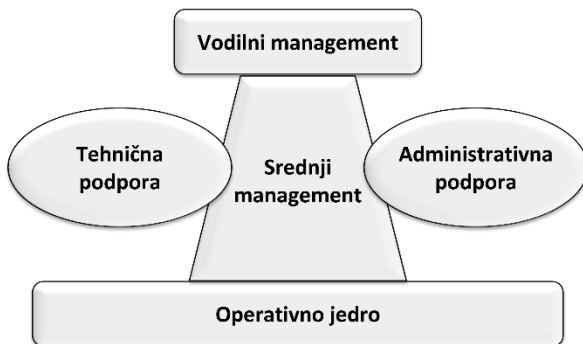 Vodilni management
Tehnična
podpora
Srednji
management
Administrativna
podpora
Operativno jedro